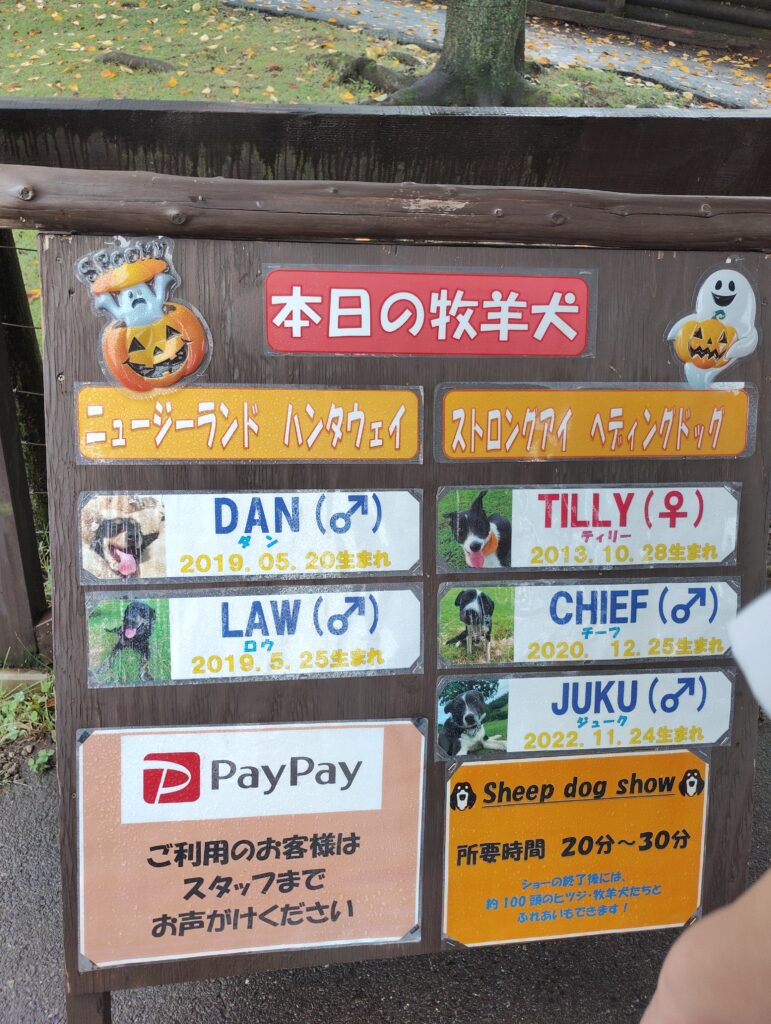 SPOOKY
本日の牧羊犬
ニュージーランド ハンタウェイ
DAN(♂)
ダン
2019.05.20生まれ
LAW(♂)
ロウ
2019.5.25生まれ
ストロングアイ ヘディングドッグ
TILLY(♀)
ティリー
2013.10.28生まれ
CHIEF(♂)
チーフ
2020. 12.25生まれ
JUKU(♂)
ジューク
2022.11.24生まれ
PayPay
ご利用のお客様は
スタッフまで
お声がけください
Sheep dog show
所要時間 20分～30分
ショーの終了後には、
約100頭のヒツジ・牧羊犬たちと
ふれあいもできます!